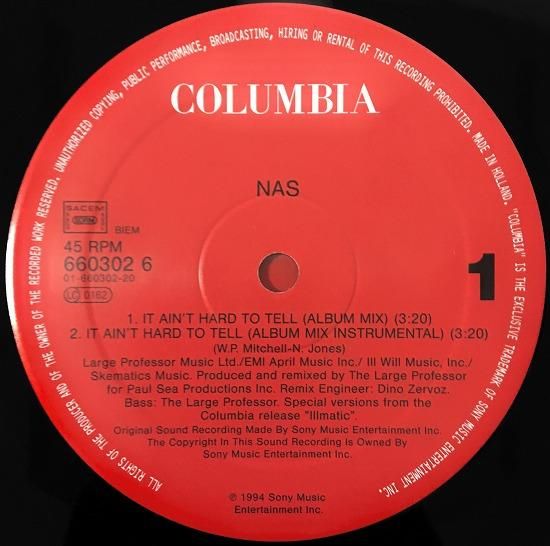 ALL RIGHTS OF THE PRODUCER AND OF THE OWNER OF THE RECORDED WORK RESERVED. UNAUTHORIZED COPYING, PUBLIC PERFORMANCE, BROADCASTING, HIRING OR RENTAL OF THIS RECORDING PROHIBITED. MADE IN HOLLAND. "COLUMBIA" IS THE EXCLUSIVE TRADEMARK OF SONY MUSIC ENTERTAINMENT INC.
COLUMBIA
NAS
SACEM
BIEM
45 RPM
660302 6
01-660302-20
LC 0162
1
1. IT AIN'T HARD TO TELL (ALBUM MIX) (3:20)
2. IT AIN'T HARD TO TELL (ALBUM MIX INSTRUMENTAL) (3:20)
(W.P. Mitchell-N. Jones)
Large Professor Music Ltd./EMI April Music Inc./ Ill Will Music, Inc./
Skematics Music. Produced and remixed by The Large Professor
for Paul Sea Productions Inc. Remix Engineer: Dino Zervoz.
Bass: The Large Professor. Special versions from the
Columbia release "Illmatic".
Original Sound Recording Made By Sony Music Entertainment Inc.
The Copyright In This Sound Recording Is Owned By
Sony Music Entertainment Inc.
℗ 1994 Sony Music
Entertainment Inc.